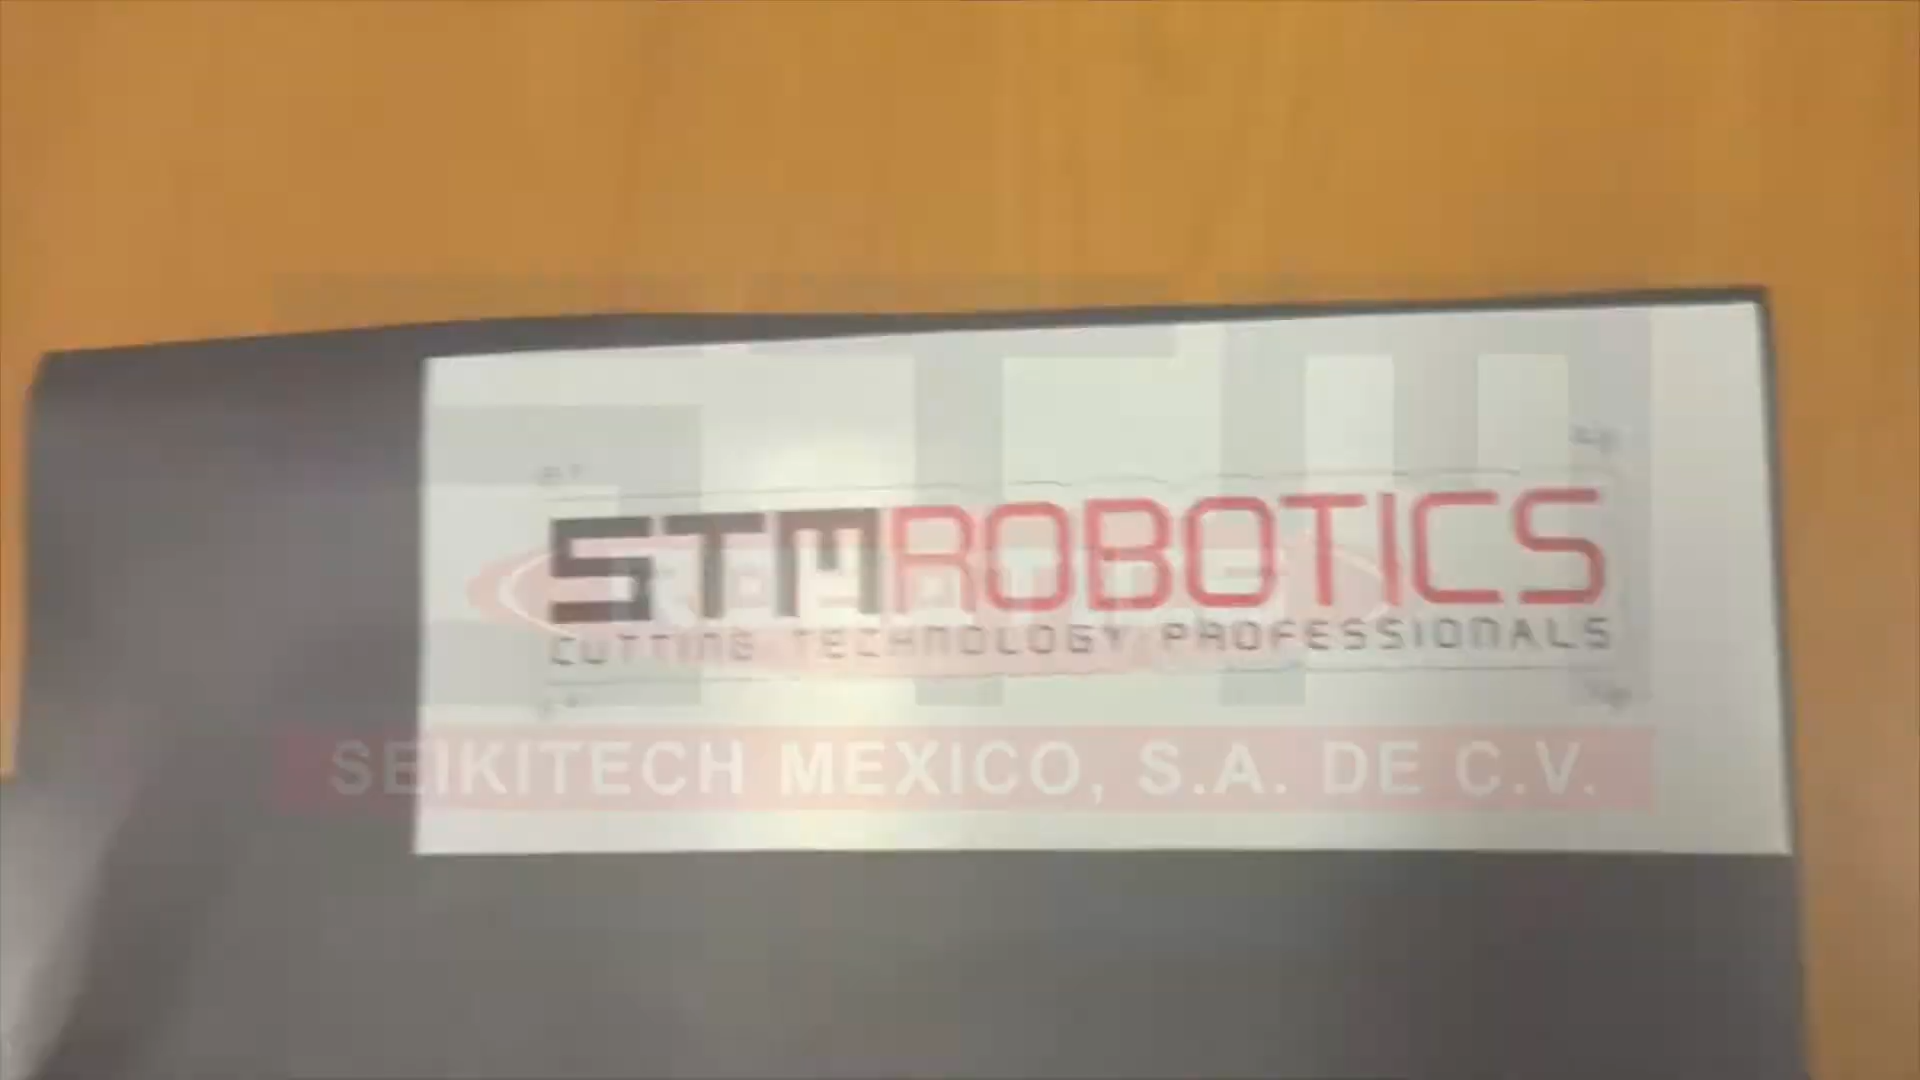 STMROBOTICS
CUTTING TECHNOLOGY PROFESSIONALS
SEIKITECH MEXICO, S.A. DE C.V.